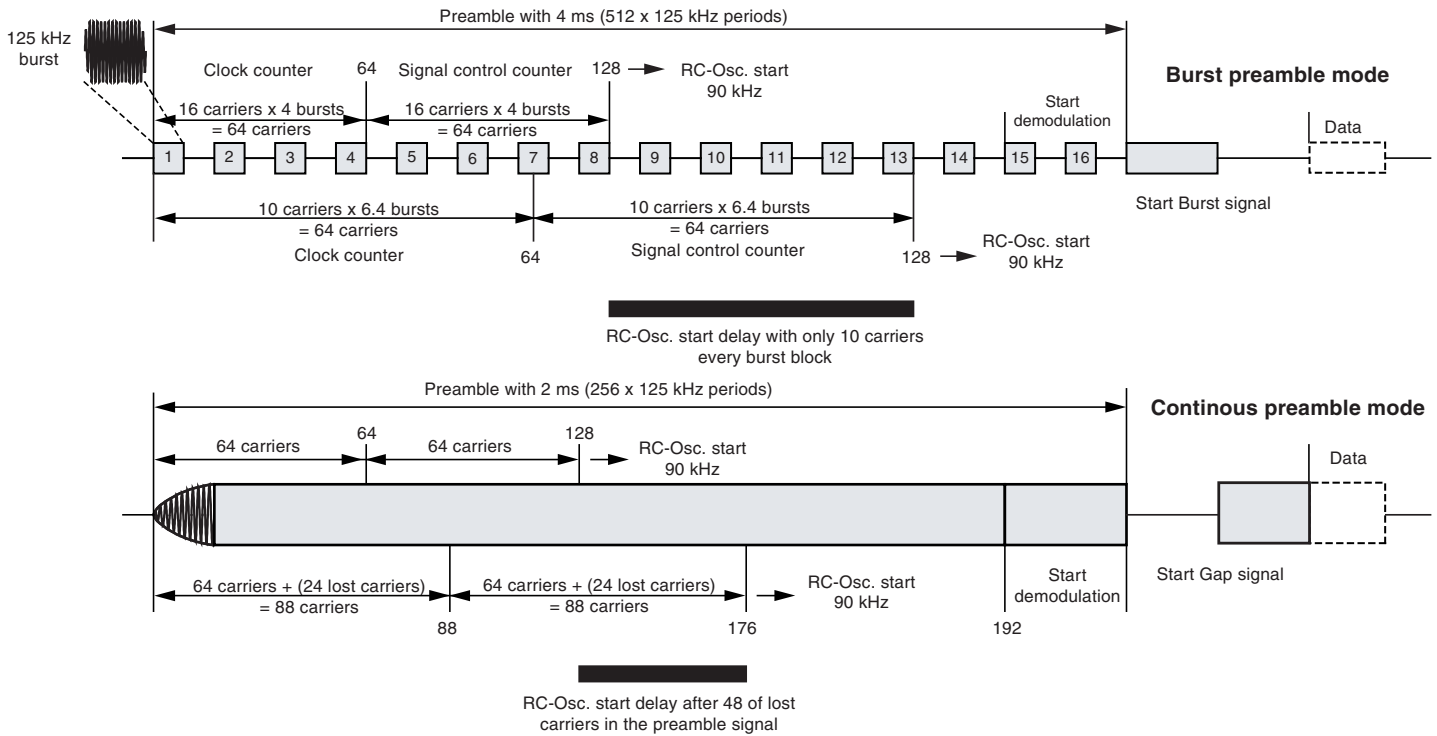 Preamble with 4 ms (512 x 125 kHz periods)
125 kHz
burst
Clock counter
64
Signal control counter
128
RC-Osc. start
90 kHz
Burst preamble mode
16 carriers x 4 bursts
= 64 carriers
16 carriers x 4 bursts
= 64 carriers
Start
demodulation
Data
1 2 3 4 5 6 7 8 9 10 11 12 13 14 15 16
Start Burst signal
10 carriers x 6.4 bursts
= 64 carriers
10 carriers x 6.4 bursts
= 64 carriers
Clock counter
64
Signal control counter
128
RC-Osc. start
90 kHz
RC-Osc. start delay with only 10 carriers
every burst block
Preamble with 2 ms (256 x 125 kHz periods)
Continous preamble mode
64 carriers
64
64 carriers
128
RC-Osc. start
90 kHz
Data
64 carriers + (24 lost carriers)
= 88 carriers
64 carriers + (24 lost carriers)
= 88 carriers
RC-Osc. start
90 kHz
Start
demodulation
Start Gap signal
88
176
192
RC-Osc. start delay after 48 of lost
carriers in the preamble signal